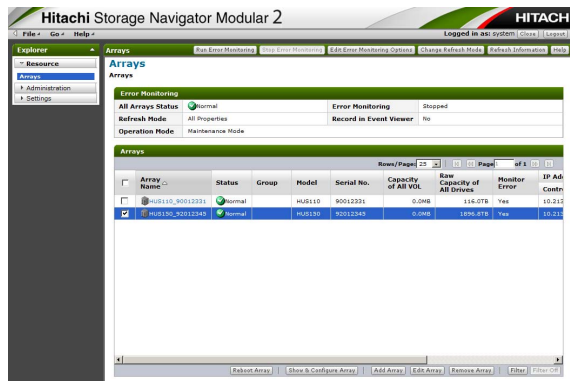 Hitachi Storage Navigator Modular 2
HITACH
File Go Help
Logged in as: system Close Logout
Explorer
Arrays
Run Error Monitoring Stop Error Monitoring Edit Error Monitoring Options Change Refresh Mode Refresh Information Help
Resource
Arrays
Administration
Settings
Arrays
Arrays
Error Monitoring
All Arrays Status Normal Error Monitoring Stopped
Refresh Mode All Properties Record in Event Viewer No
Operation Mode Maintenance Mode
Arrays
Rows/Page: 25 Page 1 of 1
Array Name Status Group Model Serial No. Capacity of All VOL Raw Capacity of All Drives Monitor Error IP Ad
Contro
HUS110_90012331 Normal HUS110 90012331 0.0MB 116.0TB Yes 10.213
HUS150_92012345 Normal HUS150 92012345 0.0MB 1896.8TB Yes 10.213
Reboot Array Show & Configure Array Add Array Edit Array Remove Array Filter Filter Off